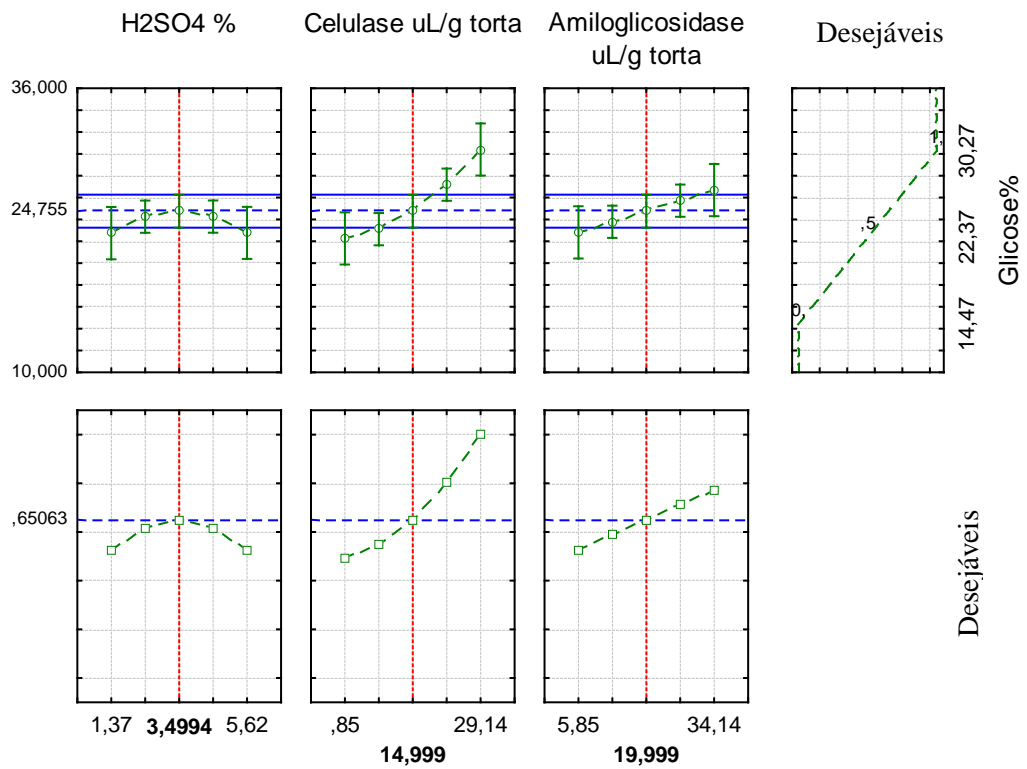 H2SO4 %
Celulase uL/g torta
Amiloglicosidase
uL/g torta
Desejáveis
36,000
24,755
10,000
1,
,5
0,
30,27
22,37
14,47
Glicose%
,65063
Desejáveis
1,37 3,4994 5,62
,85 29,14
14,999
5,85 34,14
19,999